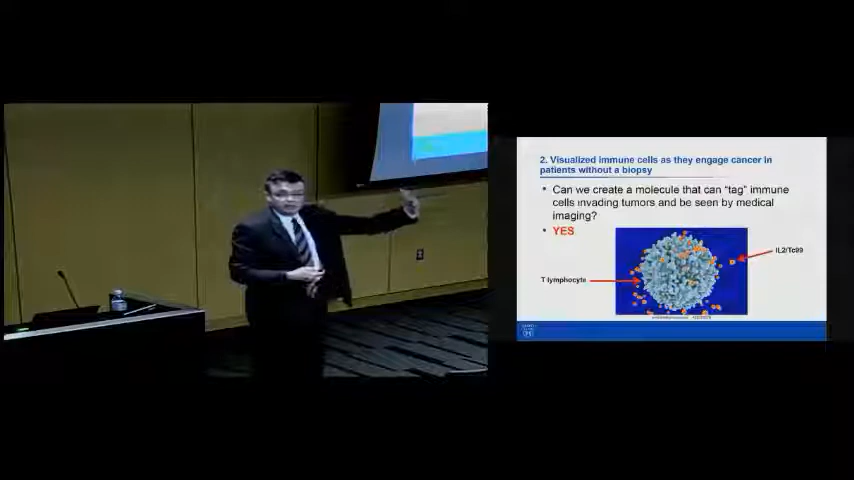 2. Visualized immune cells as they engage cancer in
patients without a biopsy
• Can we create a molecule that can “tag” immune
cells invading tumors and be seen by medical
imaging?
• YES
IL2/Tc99
T lymphocyte